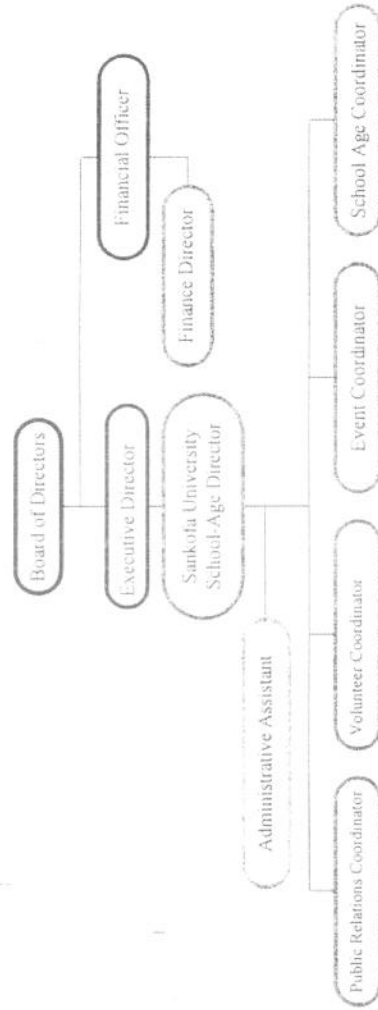 Board of Directors
Executive Director
Financial Officer
Sankofa University
School-Age Director
Finance Director
Administrative Assistant
Public Relations Coordinator
Volunteer Coordinator
Event Coordinator
School Age Coordinator